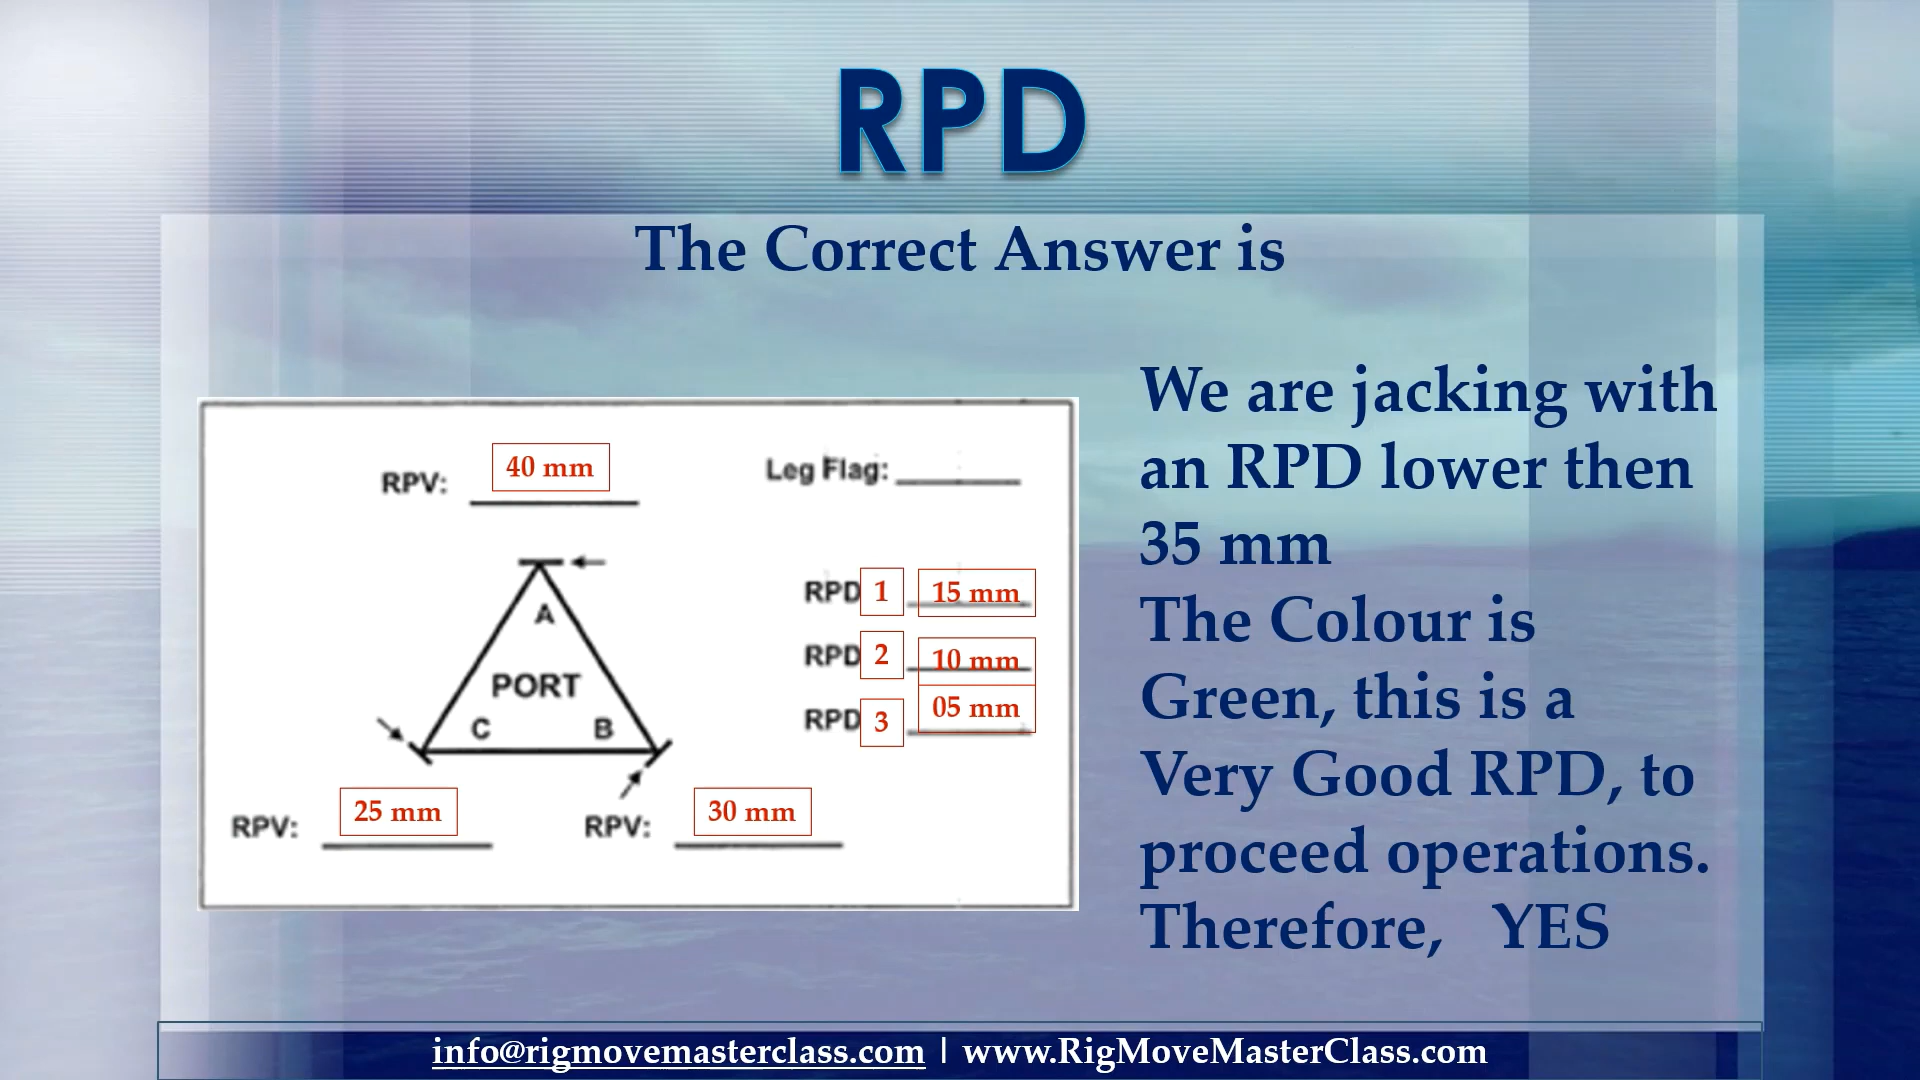 RPD
The Correct Answer is
RPV: 40 mm
Leg Flag:
RPD 1 15 mm
RPD 2 10 mm
RPD 3 05 mm
A
PORT
C B
RPV: 25 mm
RPV: 30 mm
We are jacking with
an RPD lower then
35 mm
The Colour is
Green, this is a
Very Good RPD, to
proceed operations.
Therefore, YES
info@rigmovemasterclass.com | www.RigMoveMasterClass.com